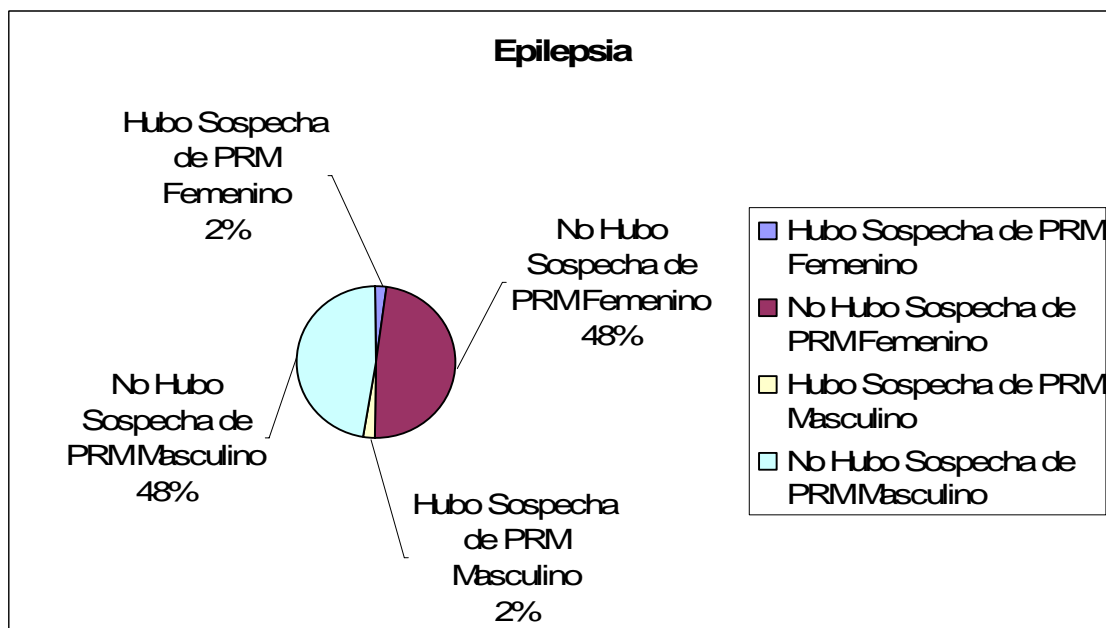 Epilepsia
Hubo Sospecha
de PRM
Femenino
2%
No Hubo
Sospecha de
PRM Femenino
48%
No Hubo
Sospecha de
PRM Masculino
48%
Hubo Sospecha
de PRM
Masculino
2%
Hubo Sospecha de PRM
Femenino
No Hubo Sospecha de
PRM Femenino
Hubo Sospecha de PRM
Masculino
No Hubo Sospecha de
PRM Masculino